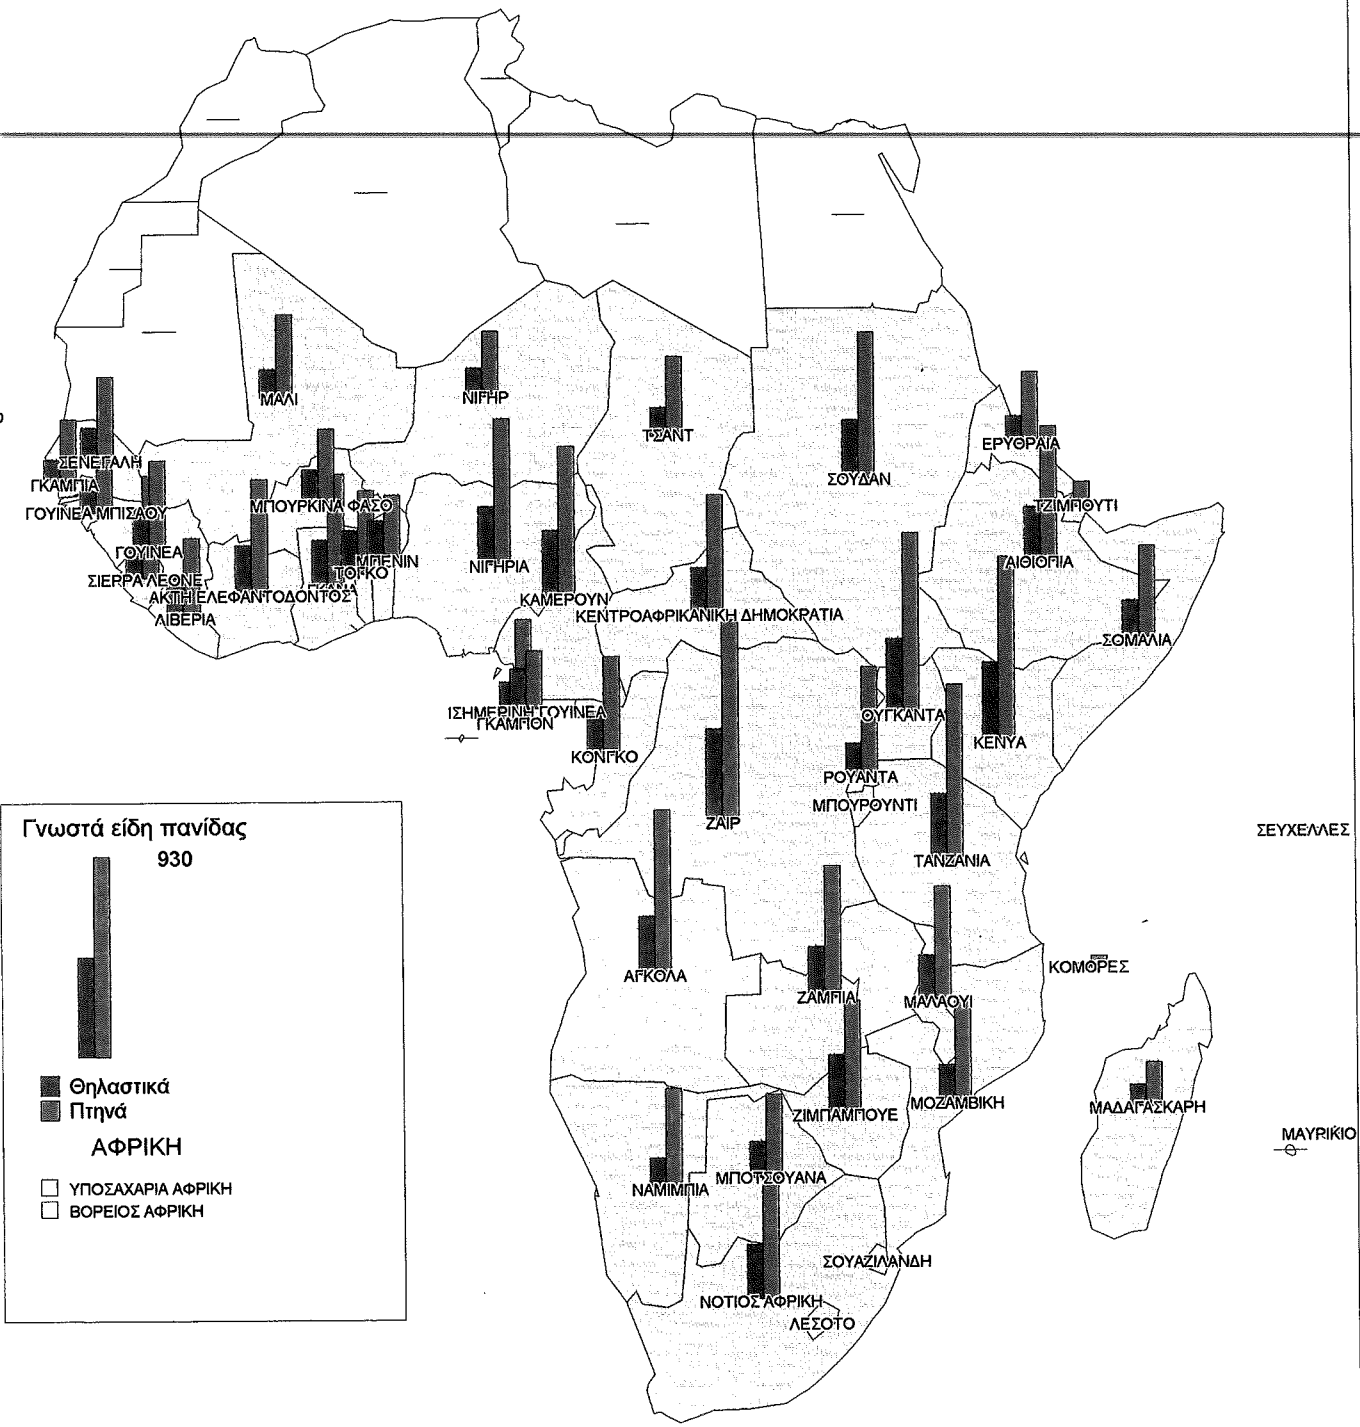 ΜΑΛΙ
ΝΙΓΗΡ
ΤΣΑΝΤ
ΣΟΥΔΑΝ
ΕΡΥΘΡΑΙΑ
ΣΕΝΕΓΑΛΗ
ΓΚΑΜΠΙΑ
ΓΟΥΙΝΕΑ ΜΠΙΣΑΟΥ
ΜΠΟΥΡΚΙΝΑ ΦΑΣΟ
ΤΖΙΜΠΟΥΤΙ
ΓΟΥΙΝΕΑ
ΜΠΕΝΙΝ
ΝΙΓΗΡΙΑ
ΑΙΘΙΟΠΙΑ
ΣΙΕΡΡΑ ΛΕΟΝΕ
ΤΟΓΚΟ
ΓΚΑΝΑ
ΑΚΤΗ ΕΛΕΦΑΝΤΟΔΟΝΤΟΣ
ΚΑΜΕΡΟΥΝ
ΛΙΒΕΡΙΑ
ΚΕΝΤΡΟΑΦΡΙΚΑΝΙΚΗ ΔΗΜΟΚΡΑΤΙΑ
ΣΟΜΑΛΙΑ
ΙΣΗΜΕΡΙΝΗ ΓΟΥΙΝΕΑ
ΓΚΑΜΠΟΝ
ΟΥΓΚΑΝΤΑ
ΚΕΝΥΑ
ΚΟΝΓΚΟ
ΡΟΥΑΝΤΑ
ΜΠΟΥΡΟΥΝΤΙ
ΖΑΙΡ
ΣΕΥΧΕΛΛΕΣ
ΤΑΝΖΑΝΙΑ
Γνωστά είδη πανίδας
930
Θηλαστικά
Πτηνά
ΑΦΡΙΚΗ
ΥΠΟΣΑΧΑΡΙΑ ΑΦΡΙΚΗ
ΒΟΡΕΙΟΣ ΑΦΡΙΚΗ
ΑΓΚΟΛΑ
ΖΑΜΠΙΑ
ΜΑΛΑΟΥΙ
ΚΟΜΟΡΕΣ
ΖΙΜΠΑΜΠΟΥΕ
ΜΟΖΑΜΒΙΚΗ
ΜΑΔΑΓΑΣΚΑΡΗ
ΜΑΥΡΙΚΙΟ
ΝΑΜΙΜΠΙΑ
ΜΠΟΤΣΟΥΑΝΑ
ΣΟΥΑΖΙΛΑΝΔΗ
ΝΟΤΙΟΣ ΑΦΡΙΚΗ
ΛΕΣΟΤΟ